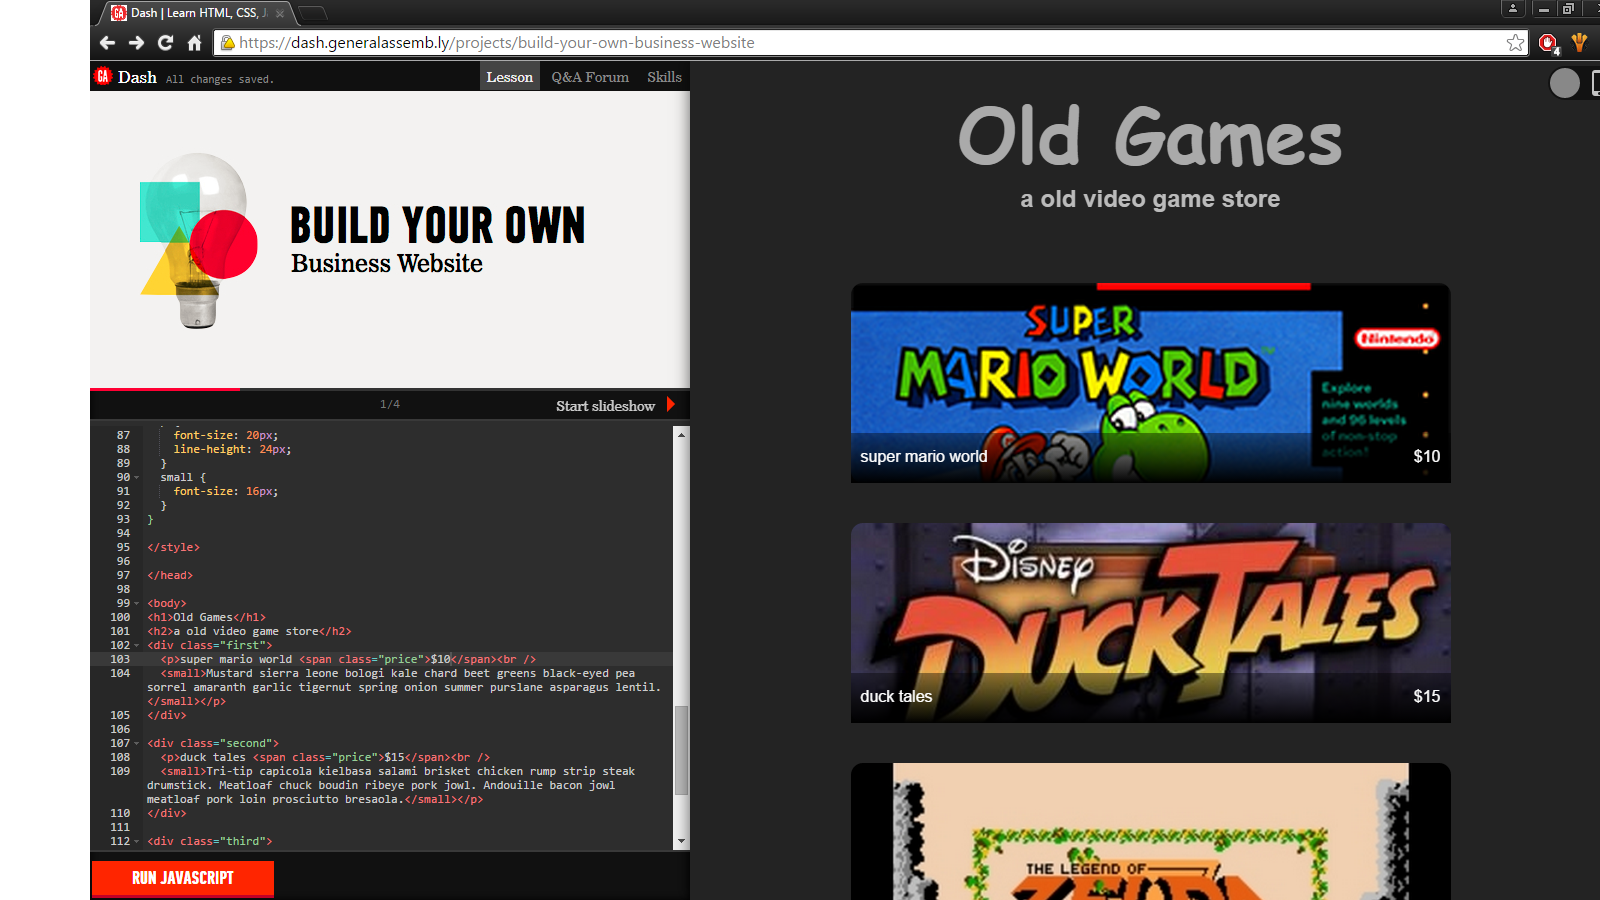 Dash | Learn HTML, CSS, J
https://dash.generalassemb.ly/projects/build-your-own-business-website
4
GA Dash All changes saved. Lesson Q&A Forum Skills
BUILD YOUR OWN
Business Website
1/4 Start slideshow
87 font-size: 20px;
88 line-height: 24px;
89 }
90 small {
91 font-size: 16px;
92 }
93 }
94
95 </style>
96
97 </head>
98
99 <body>
100 <h1>Old Games</h1>
101 <h2>a old video game store</h2>
102 <div class="first">
103 <p>super mario world <span class="price">$10</span><br />
104 <small>Mustard sierra leone bologi kale chard beet greens black-eyed pea
sorrel amaranth garlic tigernut spring onion summer purslane asparagus lentil.
</small></p>
105 </div>
106
107 <div class="second">
108 <p>duck tales <span class="price">$15</span><br />
109 <small>Tri-tip capicola kielbasa salami brisket chicken rump strip steak
drumstick. Meatloaf chuck boudin ribeye pork jowl. Andouille bacon jowl
meatloaf pork loin prosciutto bresaola.</small></p>
110 </div>
111
112 <div class="third">
RUN JAVASCRIPT
Old Games
a old video game store
SUPER
MARIO WORLD
Nintendo
Explore
nine worlds
and 96 levels
of non-stop
action!
super mario world $10
DISNEY
DUCKTALES
duck tales $15
THE LEGEND OF
ZELDA